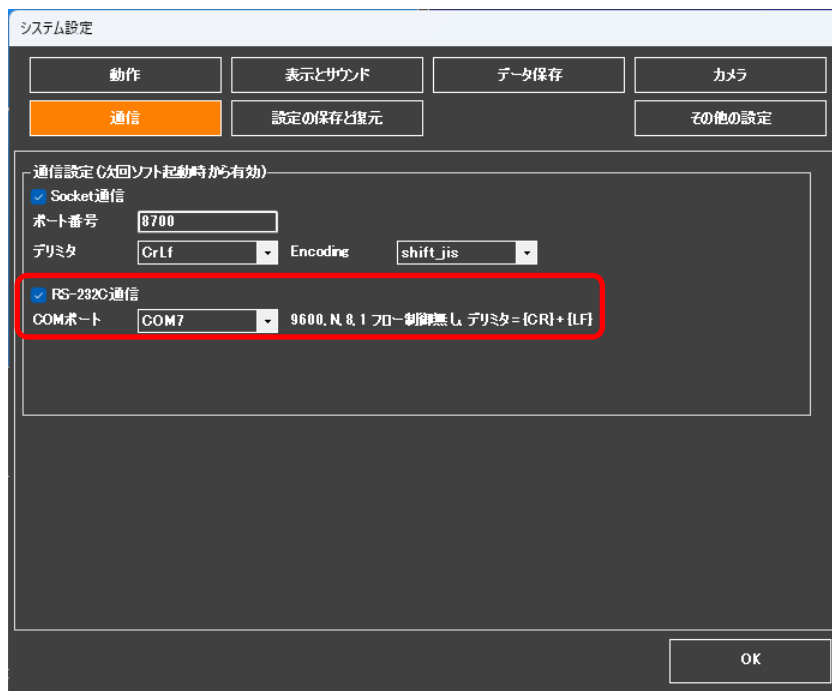 システム設定
動作 表示とサウンド データ保存 カメラ
通信 設定の保存と復元 その他の設定
通信設定(次回ソフト起動時から有効)
Socket通信
ポート番号 8700
デリミタ CrLf Encoding shift_jis
RS-232C通信
COMポート COM7 9600, N, 8, 1 フロー制御無し, デリミタ={CR}+{LF}
OK